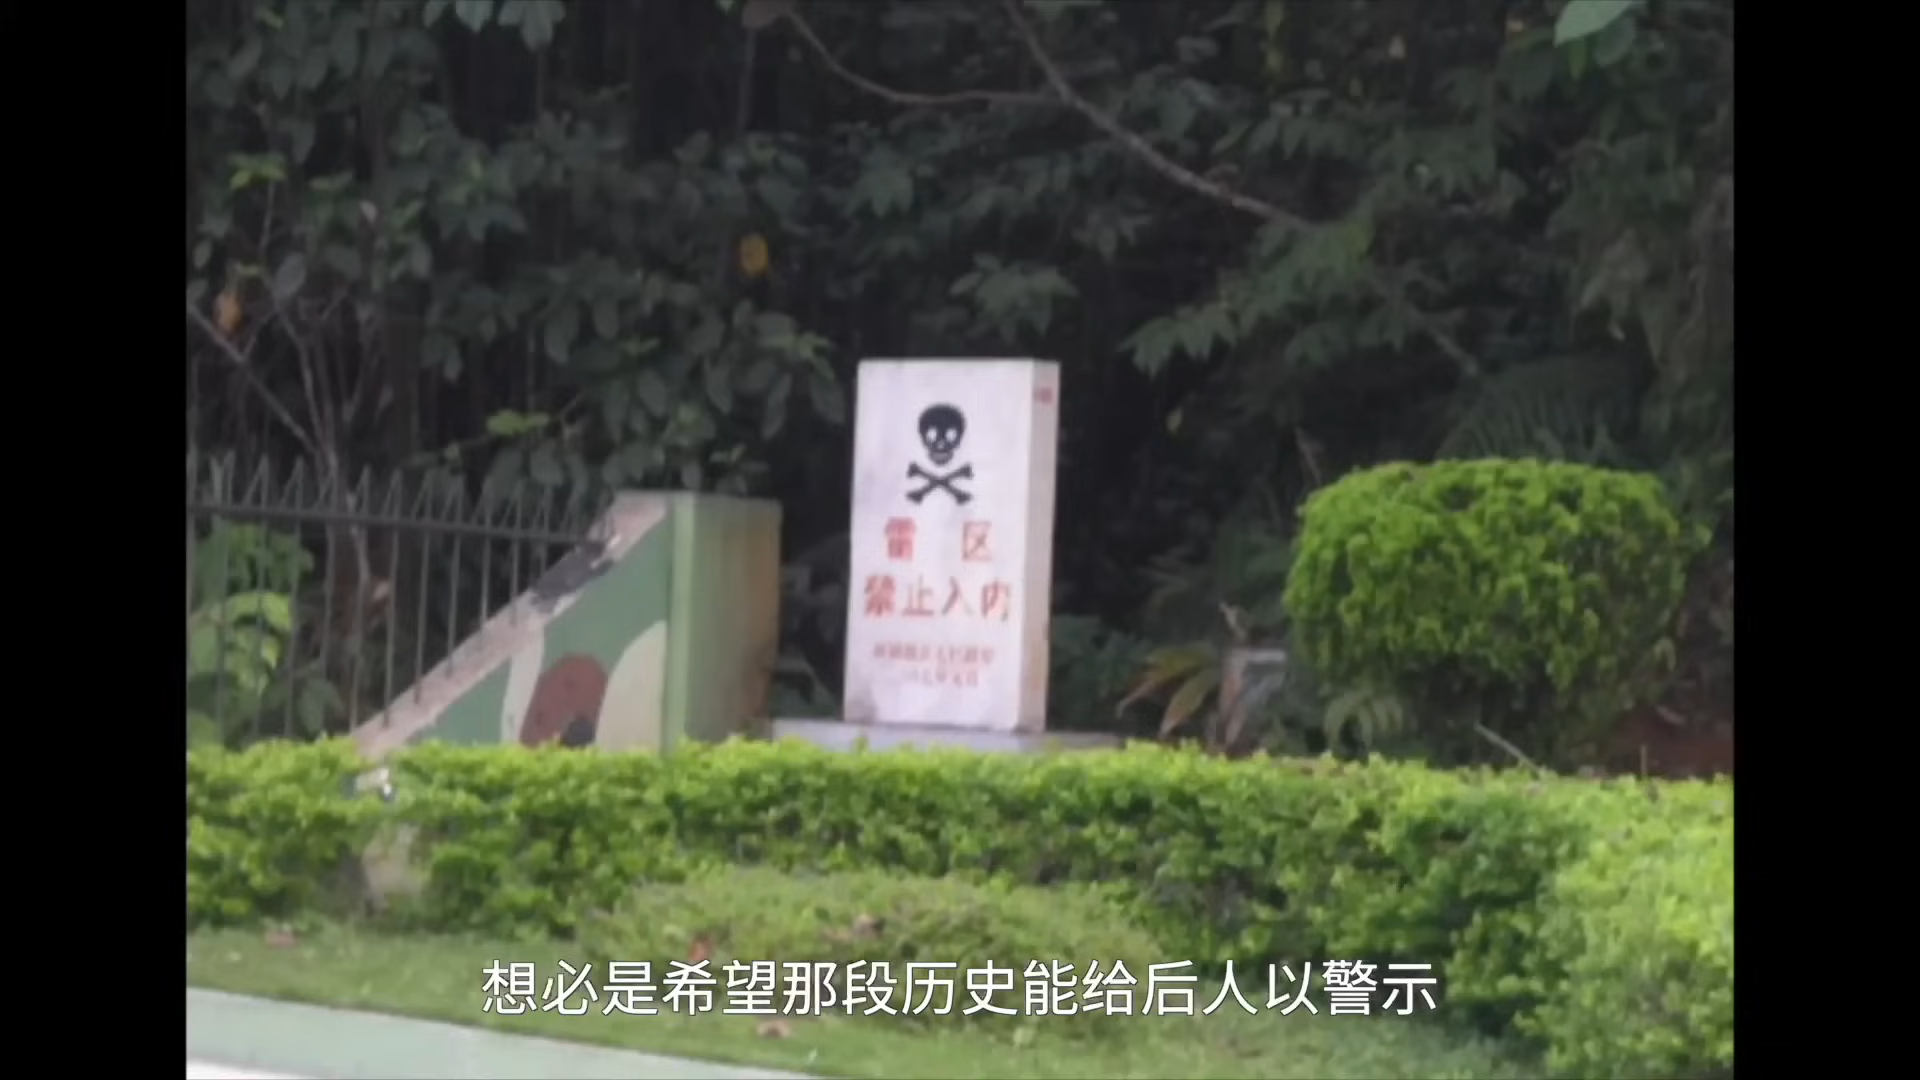 雷 区
禁止入内
想必是希望那段历史能给后人以警示